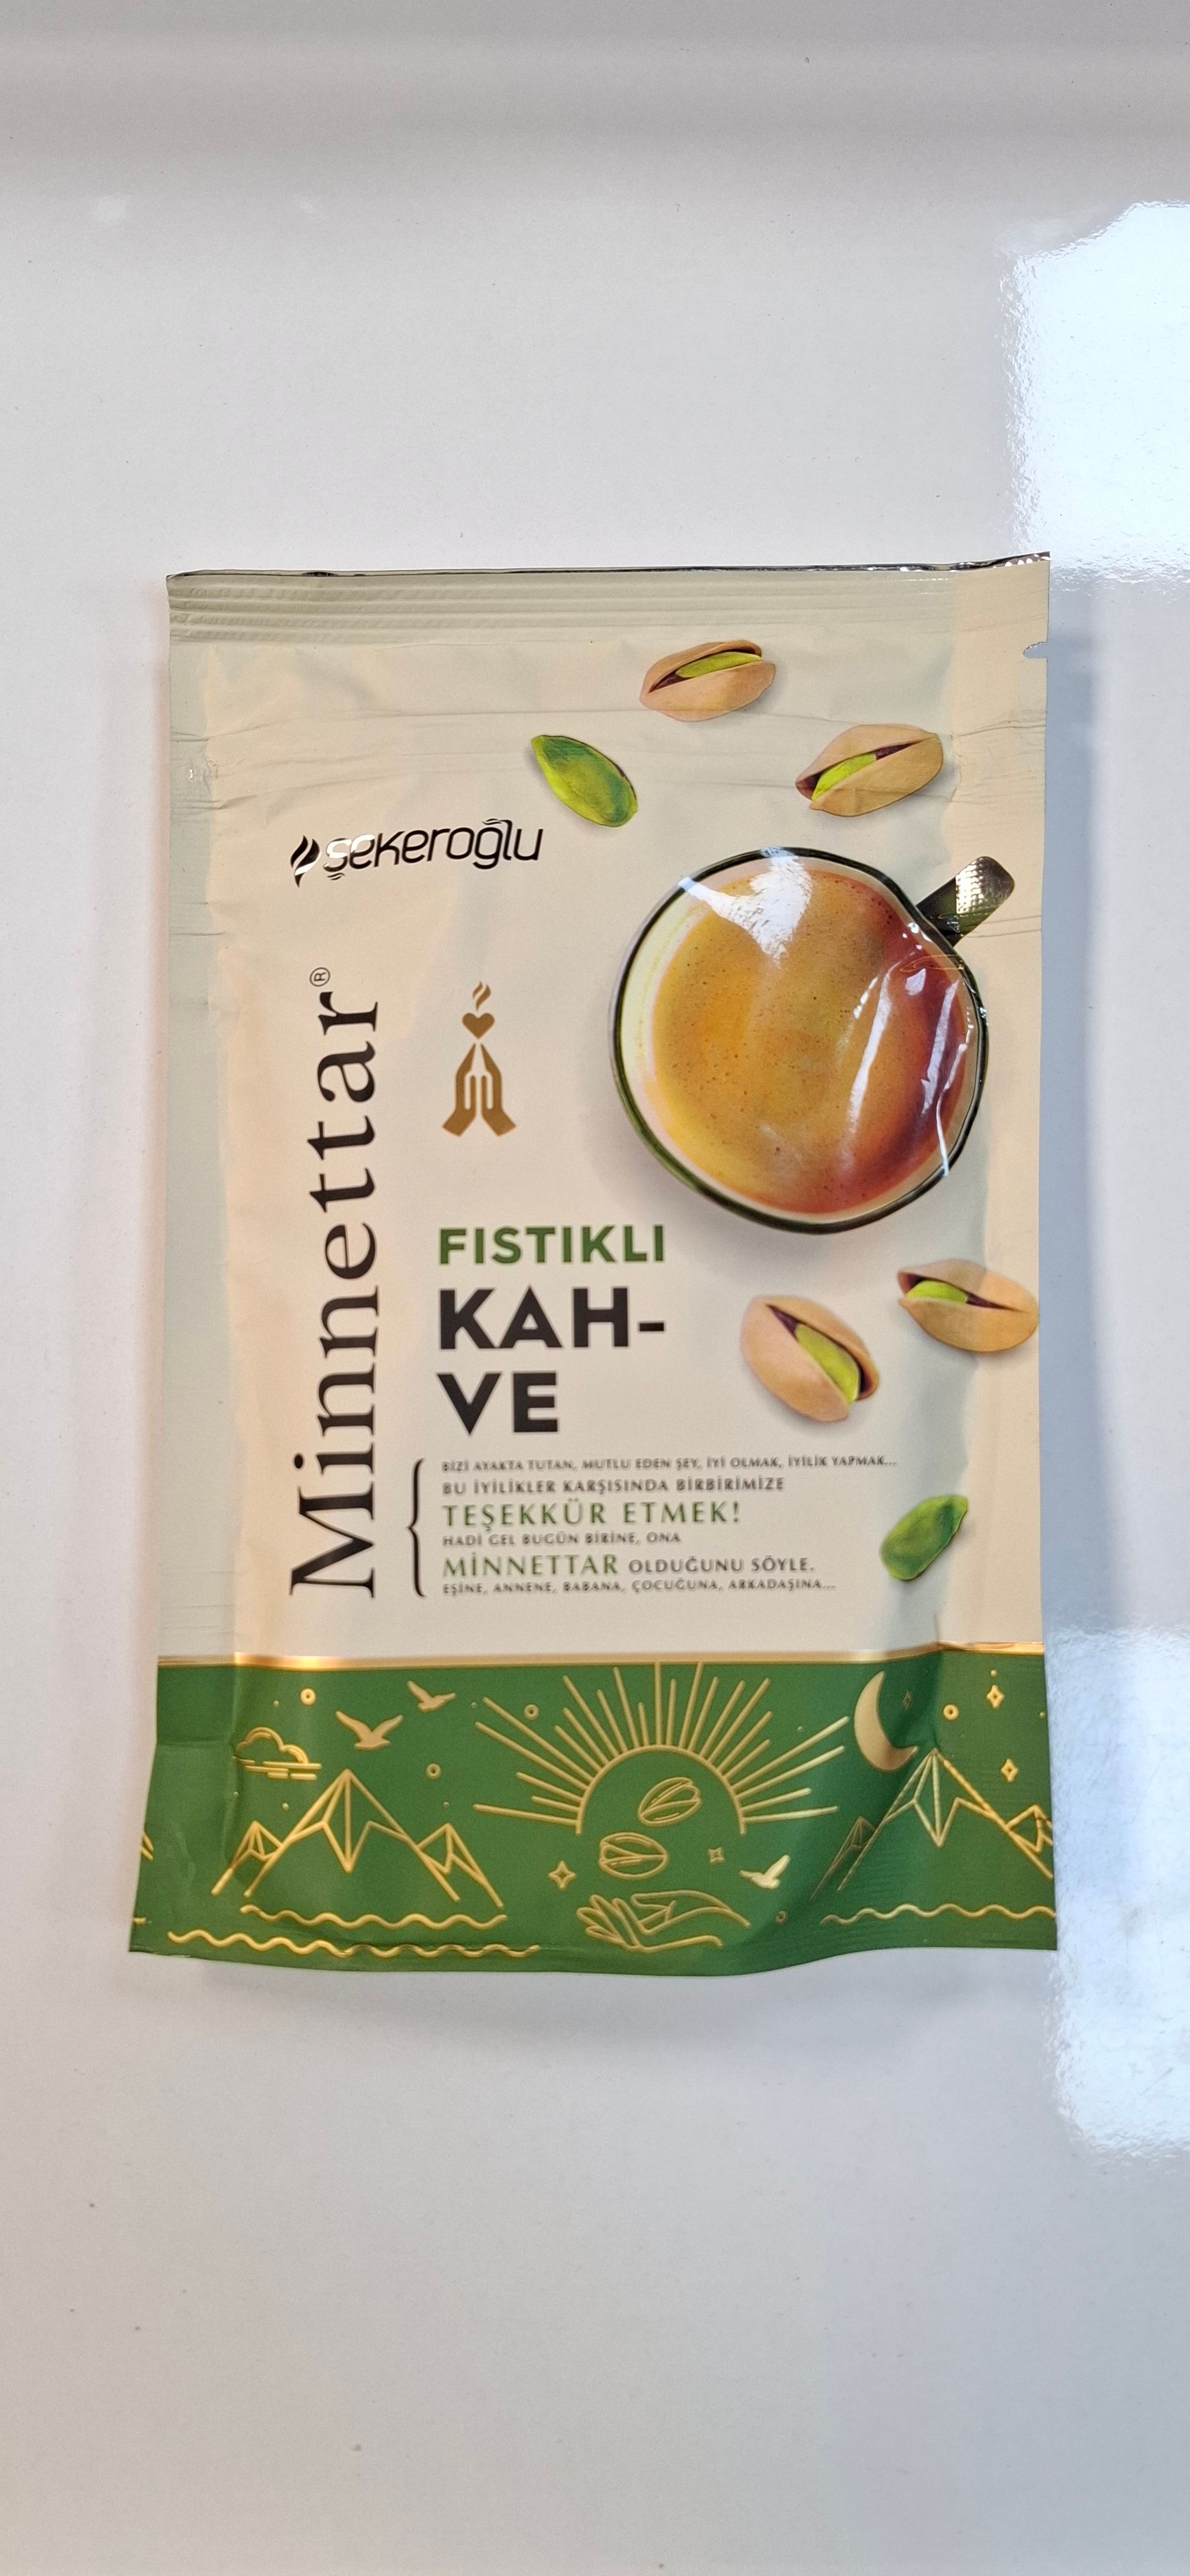 şekeroğlu
Minnettar®
FISTIKLI
KAH-
VE
BİZİ AYAKTA TUTAN, MUTLU EDEN ŞEY, İYİ OLMAK, İYİLİK YAPMAK...
BU İYİLİKLER KARŞISINDA BİRBİRİMİZE
TEŞEKKÜR ETMEK!
HADİ GEL BUGÜN BİRİNE, ONA
MİNNETTAR OLDUĞUNU SÖYLE.
EŞİNE, ANNENE, BABANA, ÇOCUĞUNA, ARKADAŞINA...